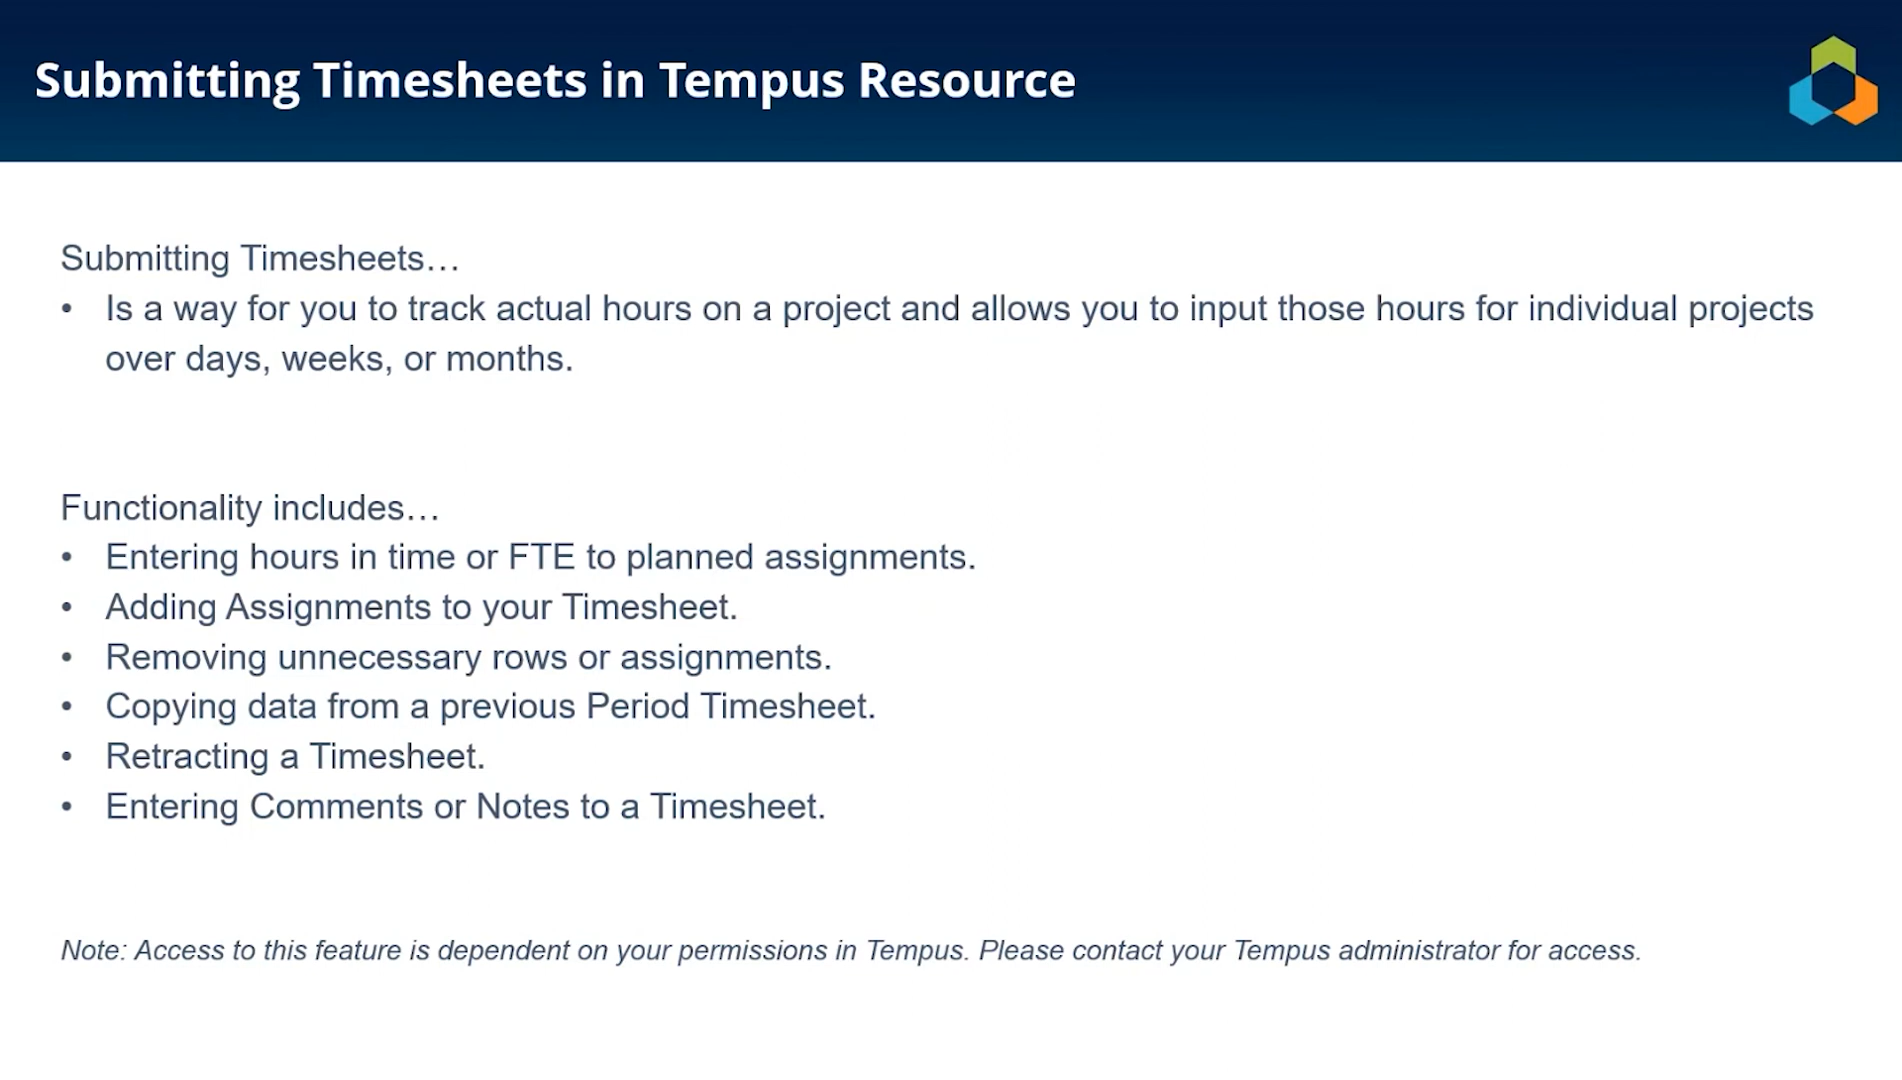 Submitting Timesheets in Tempus Resource
Submitting Timesheets…
• Is a way for you to track actual hours on a project and allows you to input those hours for individual projects
over days, weeks, or months.
Functionality includes…
• Entering hours in time or FTE to planned assignments.
• Adding Assignments to your Timesheet.
• Removing unnecessary rows or assignments.
• Copying data from a previous Period Timesheet.
• Retracting a Timesheet.
• Entering Comments or Notes to a Timesheet.
Note: Access to this feature is dependent on your permissions in Tempus. Please contact your Tempus administrator for access.